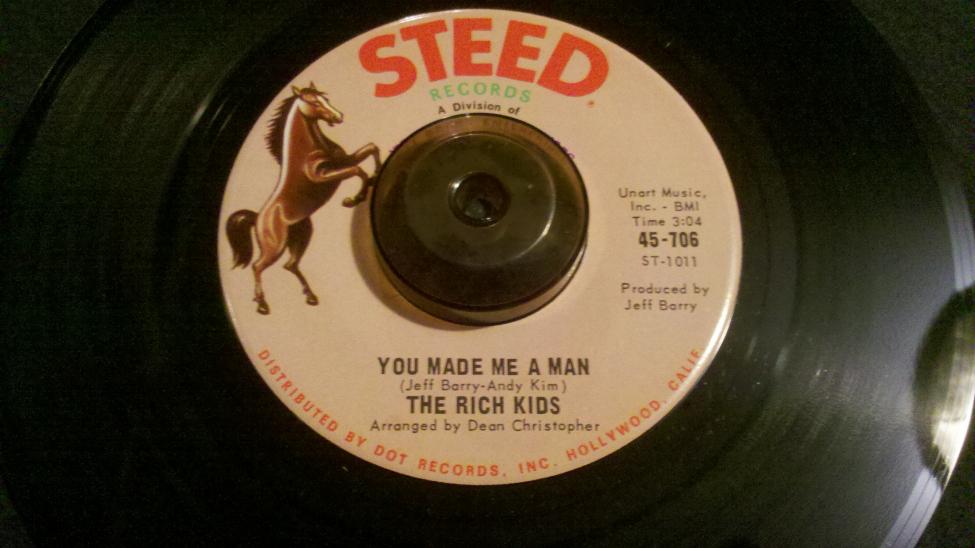 STEED
RECORDS
A Division of
Unart Music,
Inc. - BMI
Time 3:04
45-706
ST-1011
Produced by
Jeff Barry
YOU MADE ME A MAN
(Jeff Barry-Andy Kim)
THE RICH KIDS
Arranged by Dean Christopher
DISTRIBUTED BY DOT RECORDS, INC. HOLLYWOOD, CALIF.